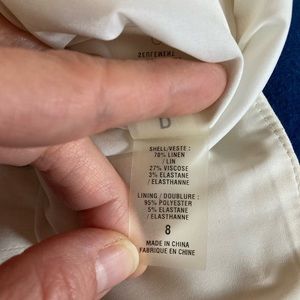 D
SHELL/VESTE :
70% LINEN
/ LIN
27% VISCOSE
3% ELASTANE
/ ELASTHANNE
LINING / DOUBLURE :
95% POLYESTER
5% ELASTANE
/ ELASTHANNE
8
MADE IN CHINA
FABRIQUE EN CHINE